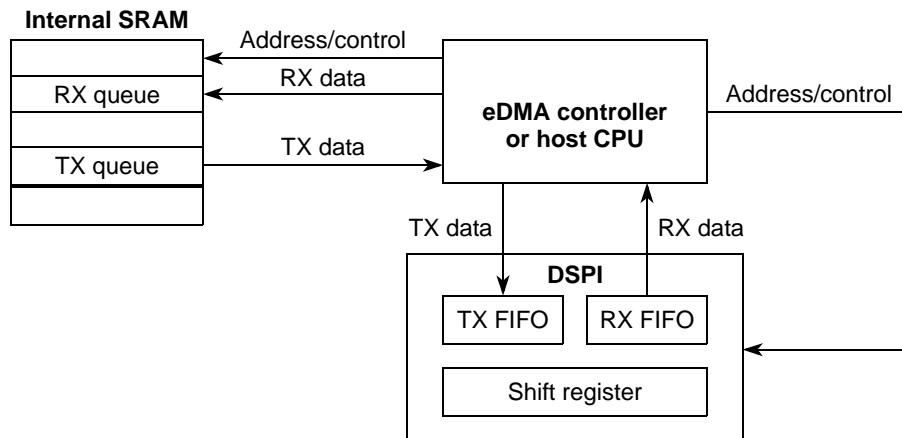 Internal SRAM
Address/control
RX data
RX queue
eDMA controller
or host CPU
Address/control
TX data
TX queue
TX data
RX data
DSPI
TX FIFO
RX FIFO
Shift register